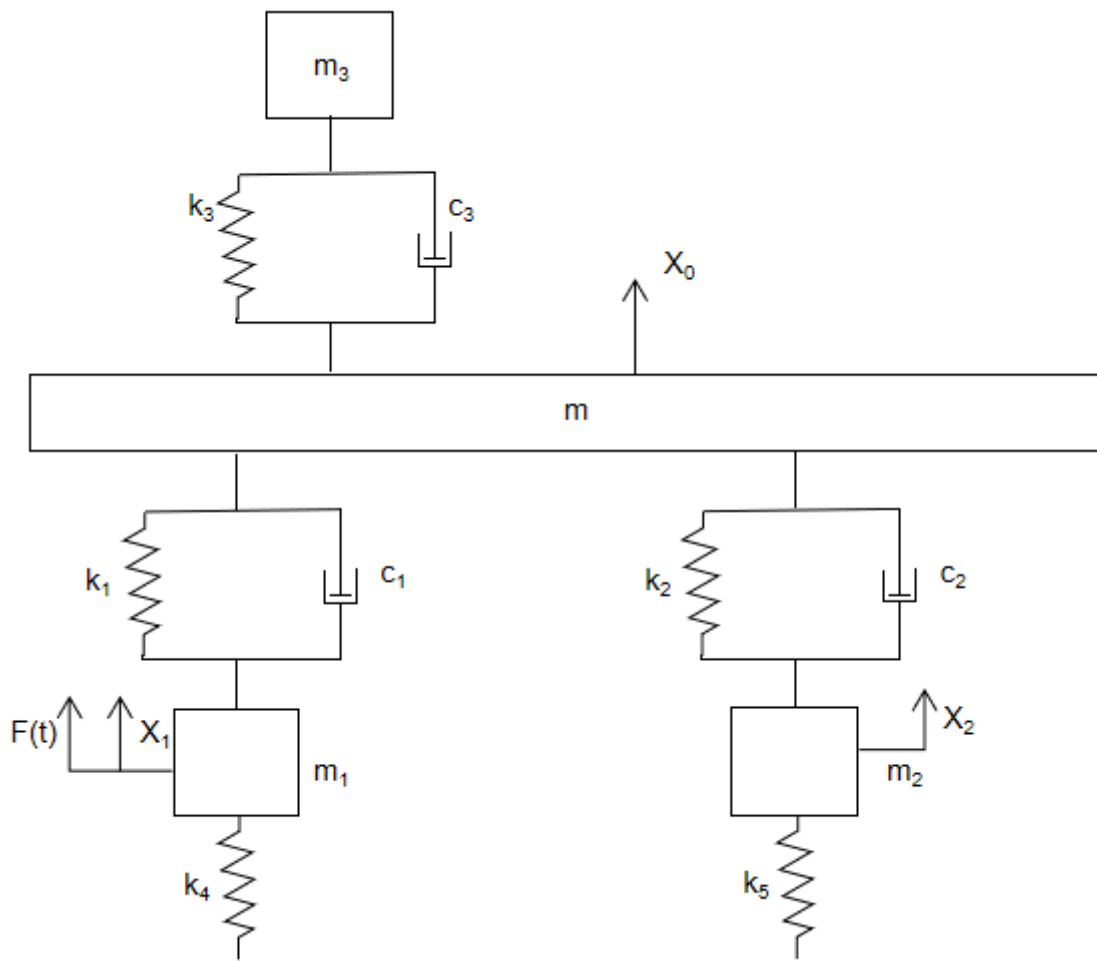 m₃
k₃
c₃
X₀
m
k₁
c₁
k₂
c₂
F(t)
X₁
m₁
X₂
m₂
k₄
k₅